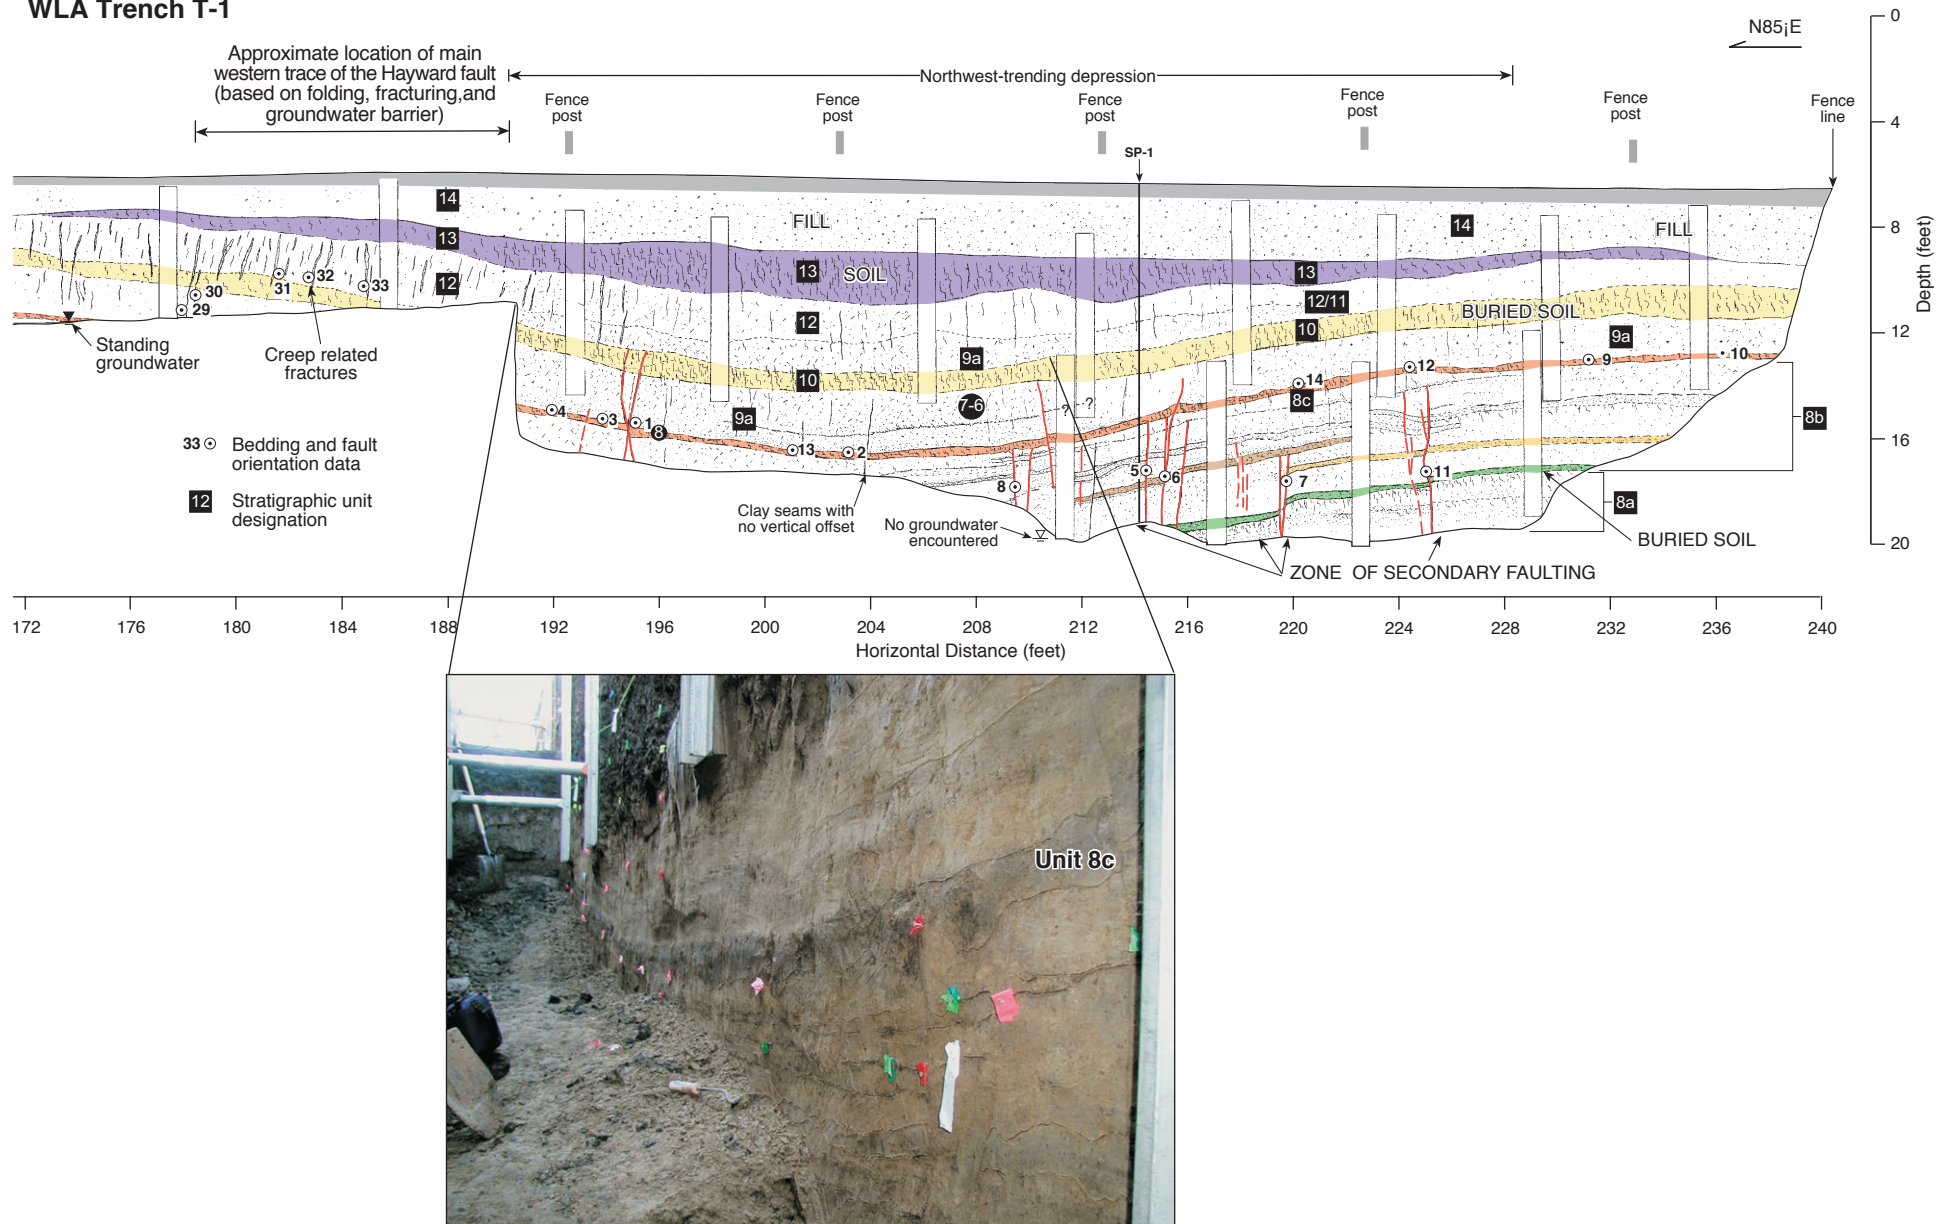 WLA Trench T-1
Approximate location of main
western trace of the Hayward fault
(based on folding, fracturing,and
groundwater barrier)
Northwest-trending depression
N85¡E
Fence
post
Fence
post
Fence
post
Fence
post
Fence
post
Fence
line
SP-1
0
4
8
12
16
20
Depth (feet)
14
13
12
FILL
13
SOIL
12
10
9a
9a
7-6
14
FILL
13
12/11
10
BURIED SOIL
9a
8c
8b
8a
29
30
31
32
33
4
3
1
8
13
2
8
5
6
7
14
12
11
9
10
? ?
Standing
groundwater
Creep related
fractures
33 Bedding and fault
orientation data
12 Stratigraphic unit
designation
Clay seams with
no vertical offset
No groundwater
encountered
BURIED SOIL
ZONE OF SECONDARY FAULTING
172 176 180 184 188 192 196 200 204 208 212 216 220 224 228 232 236 240
Horizontal Distance (feet)
Unit 8c